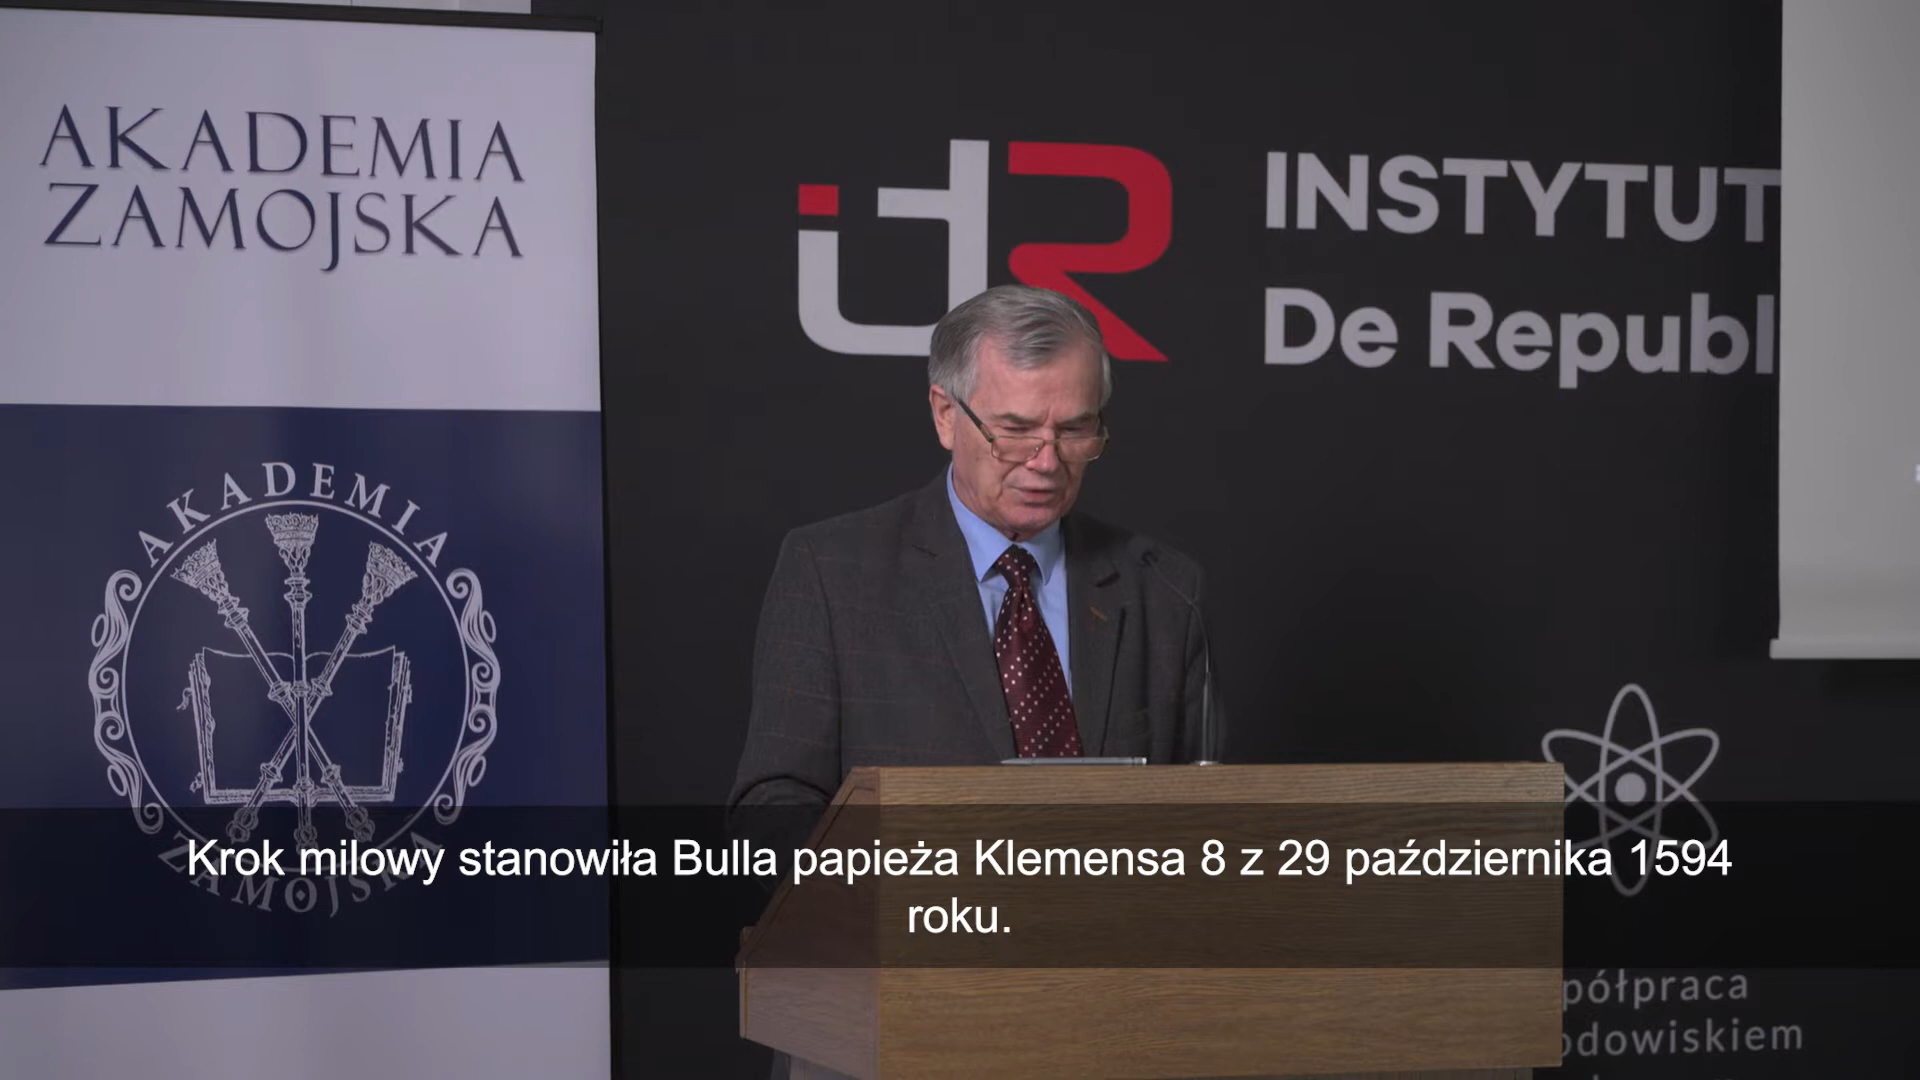 AKADEMIA
ZAMOJSKA
INSTYTUT
De Republ
AKADEMIA
ZAMOJSKA
Krok milowy stanowiła Bulla papieża Klemensa 8 z 29 października 1594
roku.
półpraca
odowiskiem